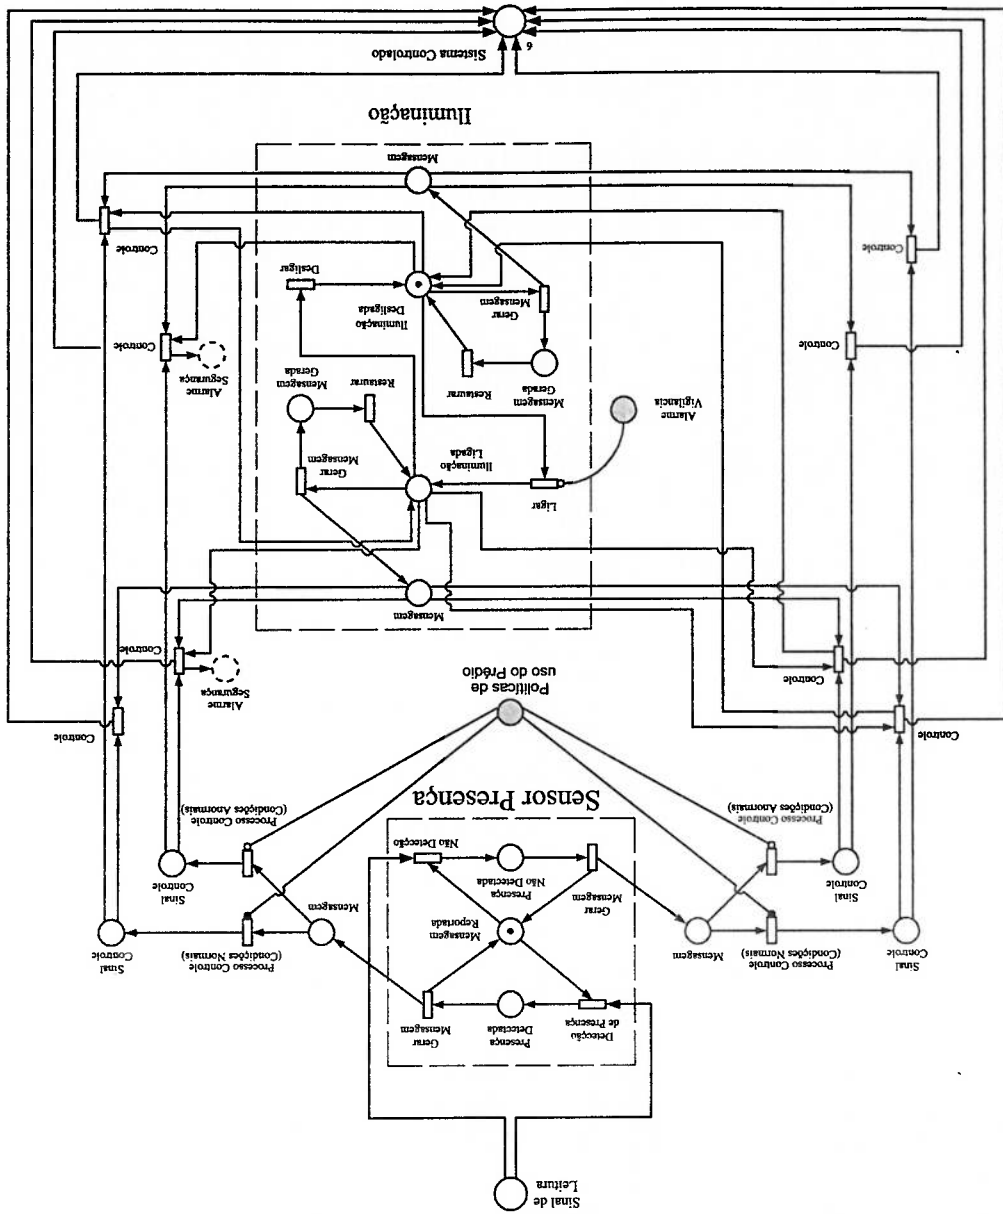 Sinal de
Leitura
Detecção
de Presença
Presença
Detectada
Gerar
Mensagem
Sinal
Controle
Processo Controle
(Condições Normais)
Mensagem
Mensagem
Reportada
Mensagem
Processo Controle
(Condições Normais)
Sinal
Controle
Gerar
Mensagem
Presença
Não Detectada
Não Detecção
Sinal
Controle
Processo Controle
(Condições Anormais)
Processo Controle
(Condições Anormais)
Sinal
Controle
Sensor Presença
Controle
Controle
Controle
Políticas de
uso do Prédio
Alarme
Segurança
Controle
Mensagem
Ligar
Iluminação
Ligada
Gerar
Mensagem
Alarme
Vigilancia
Mensagem
Gerada
Restaurar
Restaurar
Mensagem
Gerada
Alarme
Segurança
Controle
Controle
Gerar
Mensagem
Iluminação
Desligada
Desligar
Controle
Controle
Mensagem
Iluminação
Sistema Controlado
6